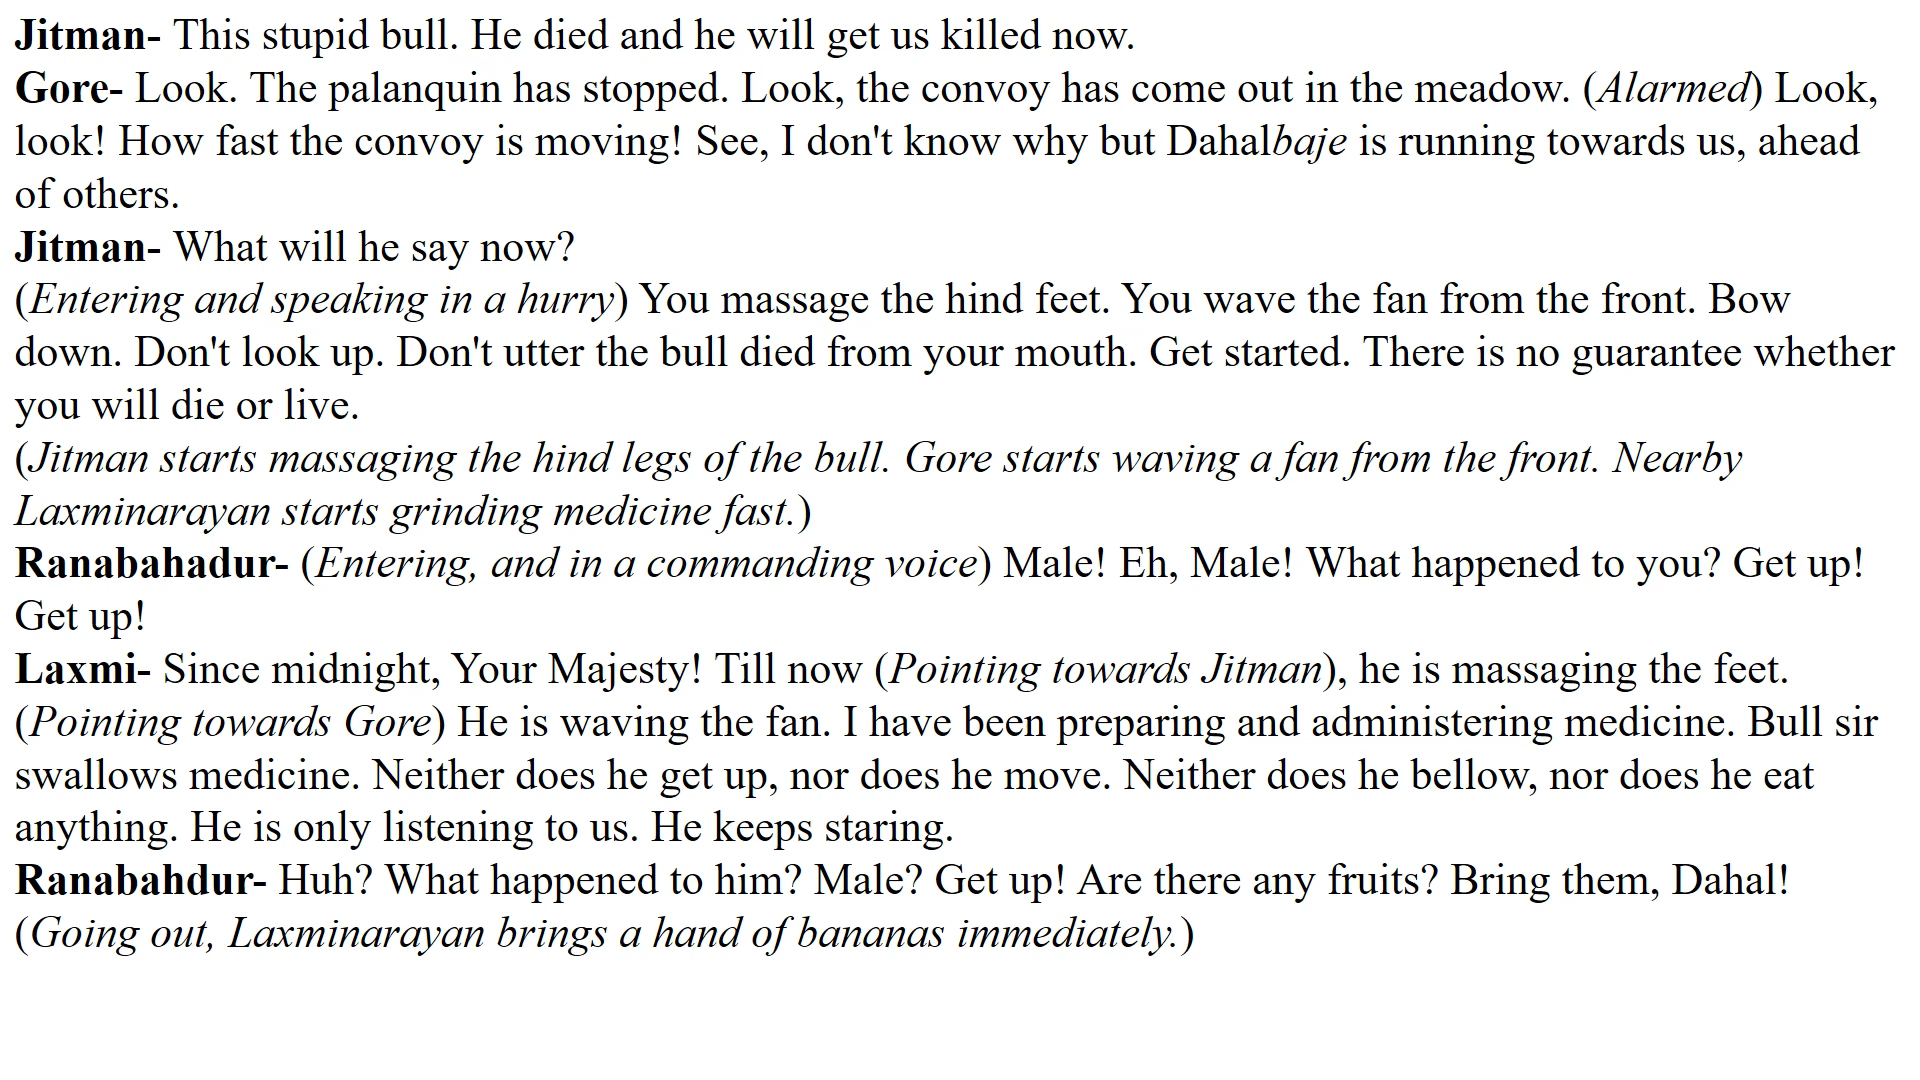 Jitman- This stupid bull. He died and he will get us killed now.
Gore- Look. The palanquin has stopped. Look, the convoy has come out in the meadow. (Alarmed) Look,
look! How fast the convoy is moving! See, I don't know why but Dahalbaje is running towards us, ahead
of others.
Jitman- What will he say now?
(Entering and speaking in a hurry) You massage the hind feet. You wave the fan from the front. Bow
down. Don't look up. Don't utter the bull died from your mouth. Get started. There is no guarantee whether
you will die or live.
(Jitman starts massaging the hind legs of the bull. Gore starts waving a fan from the front. Nearby
Laxminarayan starts grinding medicine fast.)
Ranabahadur- (Entering, and in a commanding voice) Male! Eh, Male! What happened to you? Get up!
Get up!
Laxmi- Since midnight, Your Majesty! Till now (Pointing towards Jitman), he is massaging the feet.
(Pointing towards Gore) He is waving the fan. I have been preparing and administering medicine. Bull sir
swallows medicine. Neither does he get up, nor does he move. Neither does he bellow, nor does he eat
anything. He is only listening to us. He keeps staring.
Ranabahdur- Huh? What happened to him? Male? Get up! Are there any fruits? Bring them, Dahal!
(Going out, Laxminarayan brings a hand of bananas immediately.)